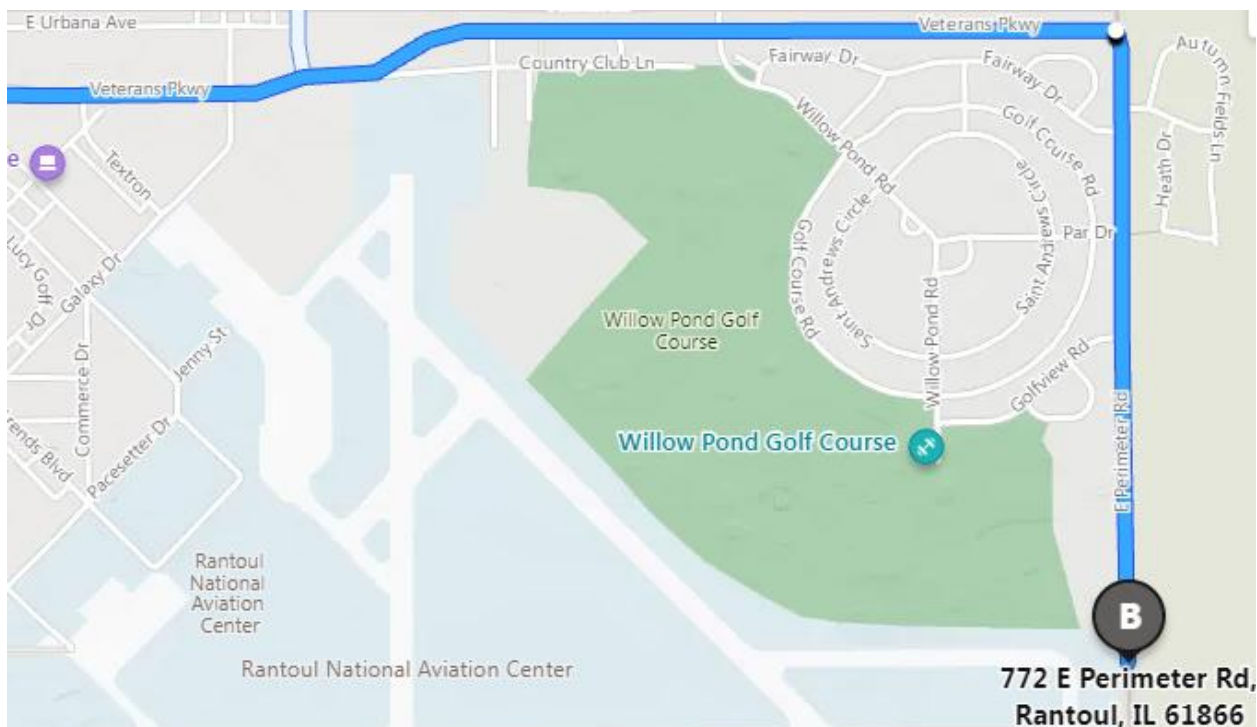 E Urbana Ave
Veterans Pkwy
Country Club Ln
Fairway Dr
Fairway Dr
Autumn Fields Ln
Veterans Pkwy
e
Textron
Willow Pond Rd
Golf Course Rd
Heath Dr
Saint Andrews Circle
Saint Andrews Circle
Par Dr
Lucy Goff Dr
Galaxy Dr
Golf Course Rd
Willow Pond Rd
Willow Pond Golf
Course
Jenny St
Commerce Dr
Golfview Rd
E Perimeter Rd
Willow Pond Golf Course
rends Blvd
Pacesetter Dr
Rantoul
National
Aviation
Center
B
Rantoul National Aviation Center
772 E Perimeter Rd,
Rantoul, IL 61866